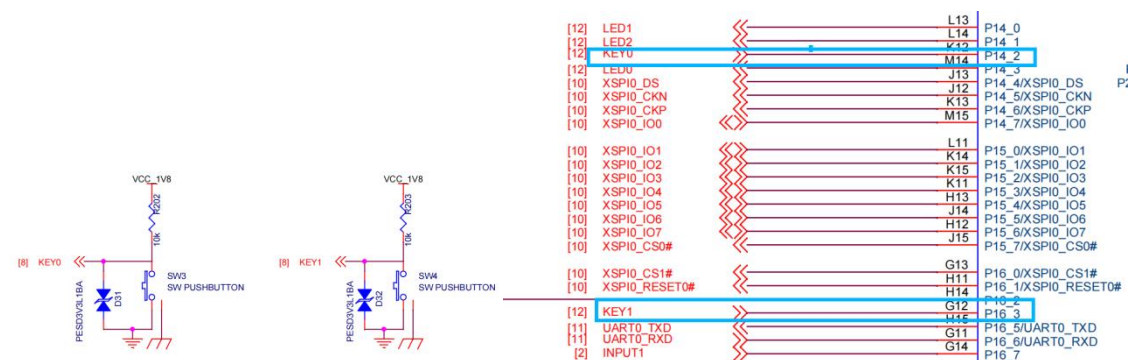 VCC_1V8
R202
10k
[8] KEY0
SW3
SW PUSHBUTTON
D31
PESD3V3L1BA
VCC_1V8
R203
10k
[8] KEY1
SW4
SW PUSHBUTTON
D32
PESD3V3L1BA
[12] LED1 L13 P14_0
[12] LED2 L14 P14_1
[12] KEY0 K12 P14_2
[12] LED0 M14 P14_3
[10] XSPI0_DS J13 P14_4/XSPI0_DS
[10] XSPI0_CKN J12 P14_5/XSPI0_CKN
[10] XSPI0_CKP K13 P14_6/XSPI0_CKP
[10] XSPI0_IO0 M15 P14_7/XSPI0_IO0
[10] XSPI0_IO1 L11 P15_0/XSPI0_IO1
[10] XSPI0_IO2 K14 P15_1/XSPI0_IO2
[10] XSPI0_IO3 K15 P15_2/XSPI0_IO3
[10] XSPI0_IO4 K11 P15_3/XSPI0_IO4
[10] XSPI0_IO5 H13 P15_4/XSPI0_IO5
[10] XSPI0_IO6 J14 P15_5/XSPI0_IO6
[10] XSPI0_IO7 H12 P15_6/XSPI0_IO7
[10] XSPI0_CS0# J15 P15_7/XSPI0_CS0#
[10] XSPI0_CS1# G13 P16_0/XSPI0_CS1#
[10] XSPI0_RESET0# H11 P16_1/XSPI0_RESET0#
H14 P16_2
[12] KEY1 G12 P16_3
[11] UART0_TXD H15 P16_5/UART0_TXD
[11] UART0_RXD G11 P16_6/UART0_RXD
[2] INPUT1 G14 P16_7